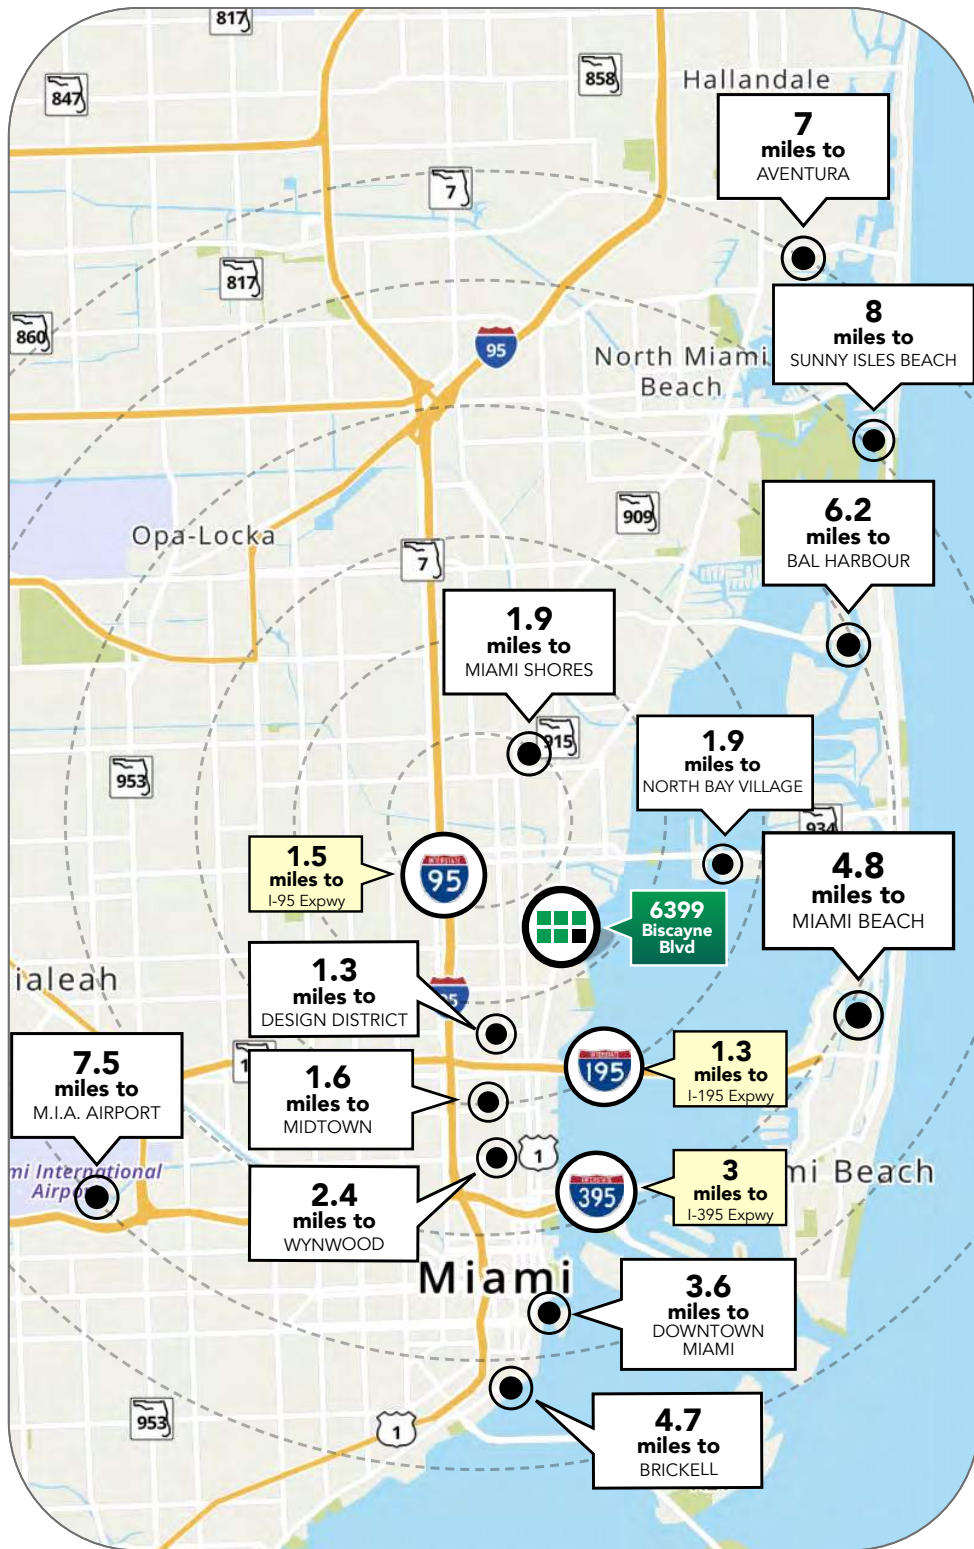 817
847
858
Hallandale
7
miles to
AVENTURA
7
817
860
8
miles to
SUNNY ISLES BEACH
95
North Miami
Beach
6.2
miles to
BAL HARBOUR
909
Opa-Locka
7
1.9
miles to
MIAMI SHORES
915
1.9
miles to
NORTH BAY VILLAGE
953
934
4.8
miles to
MIAMI BEACH
1.5
miles to
I-95 Expwy
INTERSTATE
95
6399
Biscayne
Blvd
ialeah
1.3
miles to
DESIGN DISTRICT
95
7.5
miles to
M.I.A. AIRPORT
1
1.6
miles to
MIDTOWN
INTERSTATE
195
1.3
miles to
I-195 Expwy
1
mi International
Airpo
2.4
miles to
WYNWOOD
INTERSTATE
395
3
miles to
I-395 Expwy
mi Beach
Miami
3.6
miles to
DOWNTOWN
MIAMI
953
1
4.7
miles to
BRICKELL